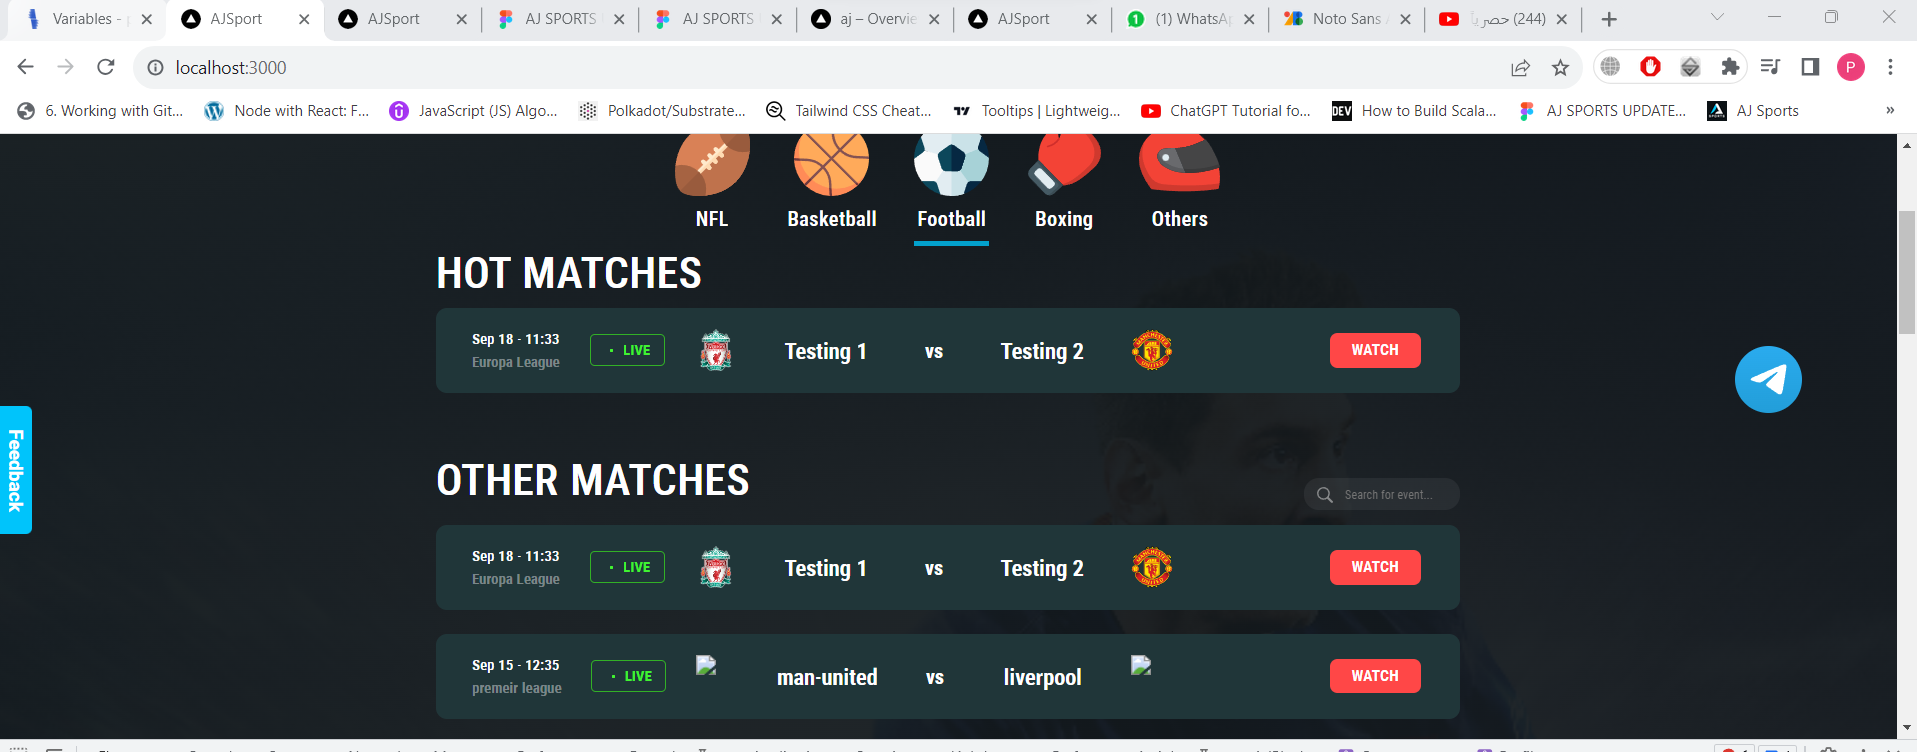 Variables -
AJSport
AJSport
AJ SPORTS
AJ SPORTS
aj – Overvie
AJSport
(1) WhatsAp
Noto Sans
(244) حصريا
localhost:3000
P
6. Working with Git...
Node with React: F...
JavaScript (JS) Algo...
Polkadot/Substrate...
Tailwind CSS Cheat...
Tooltips | Lightweig...
ChatGPT Tutorial fo...
DEV
How to Build Scala...
AJ SPORTS UPDATE...
AJ Sports
»
NFL
Basketball
Football
Boxing
Others
HOT MATCHES
Sep 18 - 11:33
Europa League
• LIVE
Testing 1
vs
Testing 2
WATCH
Feedback
OTHER MATCHES
Search for event...
Sep 18 - 11:33
Europa League
• LIVE
Testing 1
vs
Testing 2
WATCH
Sep 15 - 12:35
premeir league
• LIVE
man-united
vs
liverpool
WATCH